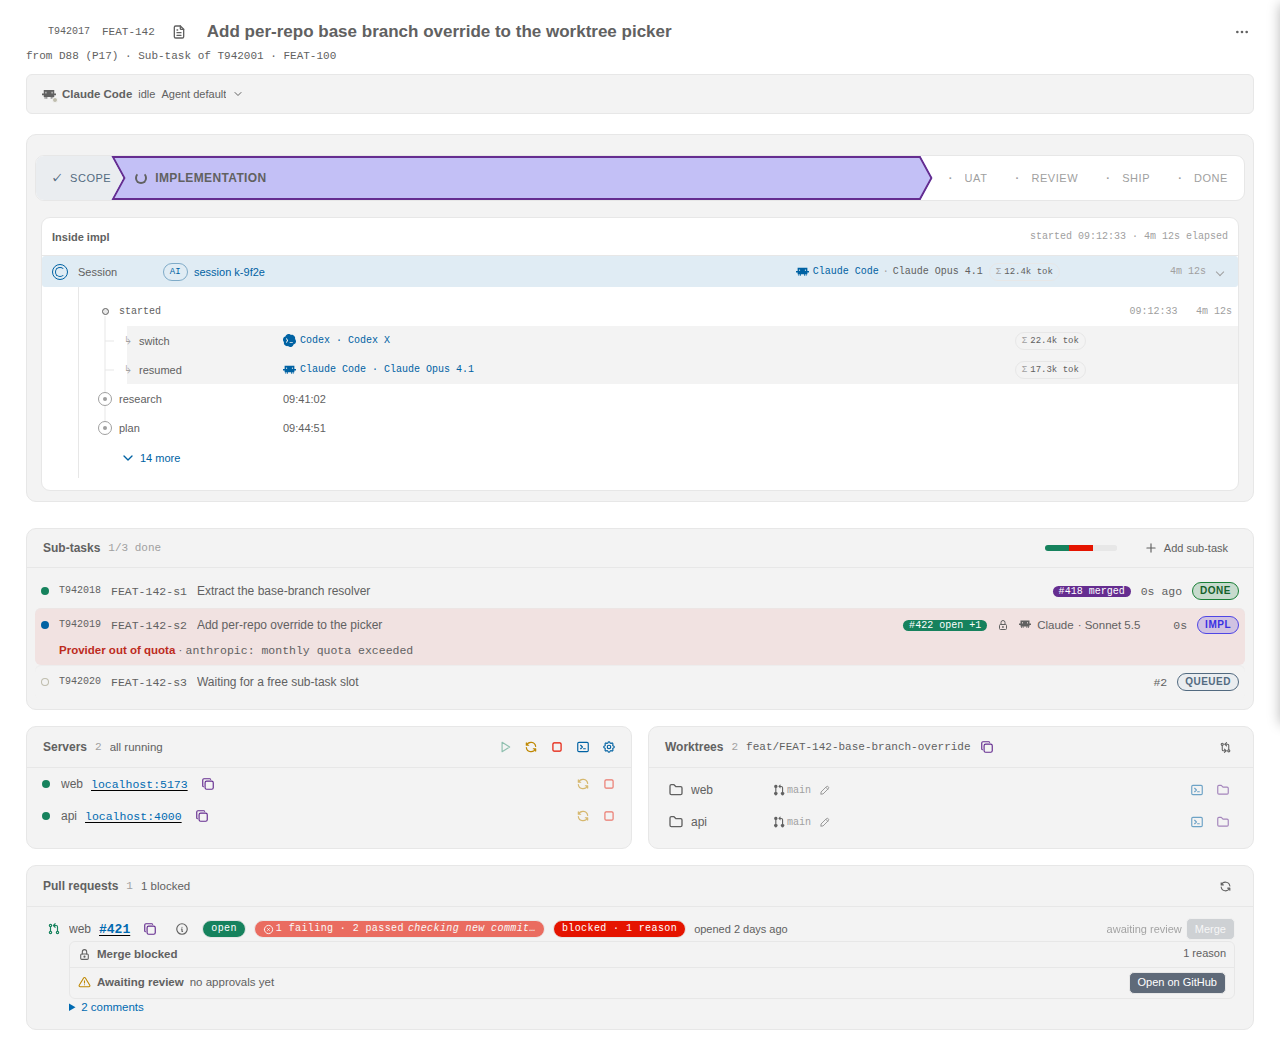 T942017 FEAT-142 Add per-repo base branch override to the worktree picker
from D88 (P17) · Sub-task of T942001 · FEAT-100
Claude Code idle Agent default
SCOPE IMPLEMENTATION · UAT · REVIEW · SHIP · DONE
Inside impl started 09:12:33 · 4m 12s elapsed
Session AI session k-9f2e Claude Code · Claude Opus 4.1 Σ 12.4k tok 4m 12s
started 09:12:33 4m 12s
↳ switch Codex · Codex X Σ 22.4k tok
↳ resumed Claude Code · Claude Opus 4.1 Σ 17.3k tok
research 09:41:02
plan 09:44:51
14 more
Sub-tasks 1/3 done Add sub-task
T942018 FEAT-142-s1 Extract the base-branch resolver #418 merged 0s ago DONE
T942019 FEAT-142-s2 Add per-repo override to the picker #422 open +1 Claude · Sonnet 5.5 0s IMPL
Provider out of quota · anthropic: monthly quota exceeded
T942020 FEAT-142-s3 Waiting for a free sub-task slot #2 QUEUED
Servers 2 all running
web localhost:5173
api localhost:4000
Worktrees 2 feat/FEAT-142-base-branch-override
web main
api main
Pull requests 1 1 blocked
web #421 open 1 failing · 2 passed checking new commit… blocked · 1 reason opened 2 days ago awaiting review Merge
Merge blocked 1 reason
Awaiting review no approvals yet Open on GitHub
2 comments